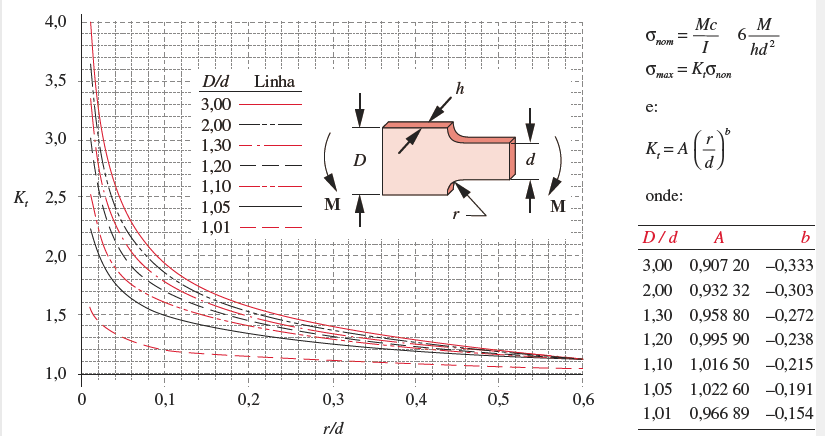 4,0
3,5
3,0
K_t 2,5
2,0
1,5
1,0
0 0,1 0,2 0,3 0,4 0,5 0,6
r/d
D/d Linha
3,00
2,00
1,30
1,20
1,10
1,05
1,01
h
D
d
M
M
r
σ_nom = Mc/I 6 M/hd²
σ_max = K_tσ_non
e:
K_t = A (r/d)^b
onde:
D/d A b
3,00 0,907 20 –0,333
2,00 0,932 32 –0,303
1,30 0,958 80 –0,272
1,20 0,995 90 –0,238
1,10 1,016 50 –0,215
1,05 1,022 60 –0,191
1,01 0,966 89 –0,154